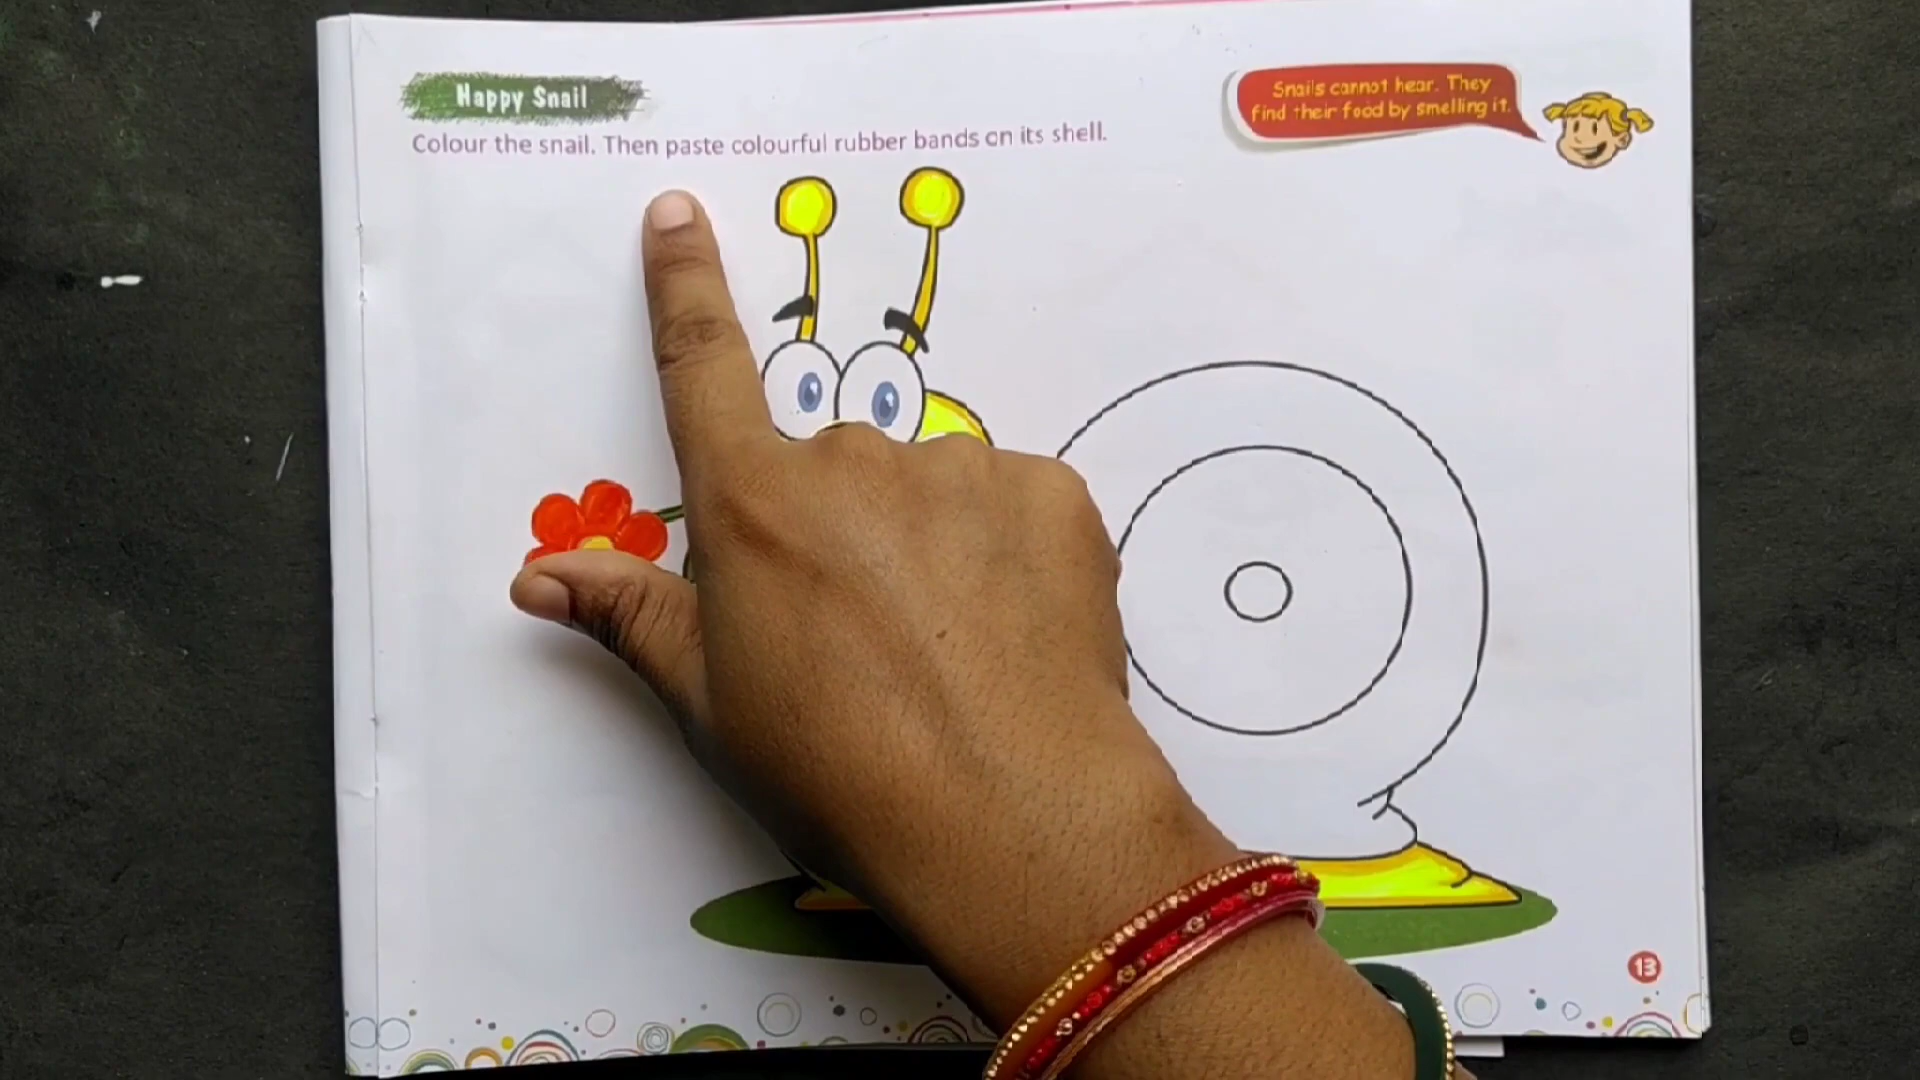 Happy Snail
Colour the snail. Then paste colourful rubber bands on its shell.
Snails cannot hear. They
find their food by smelling it.
13